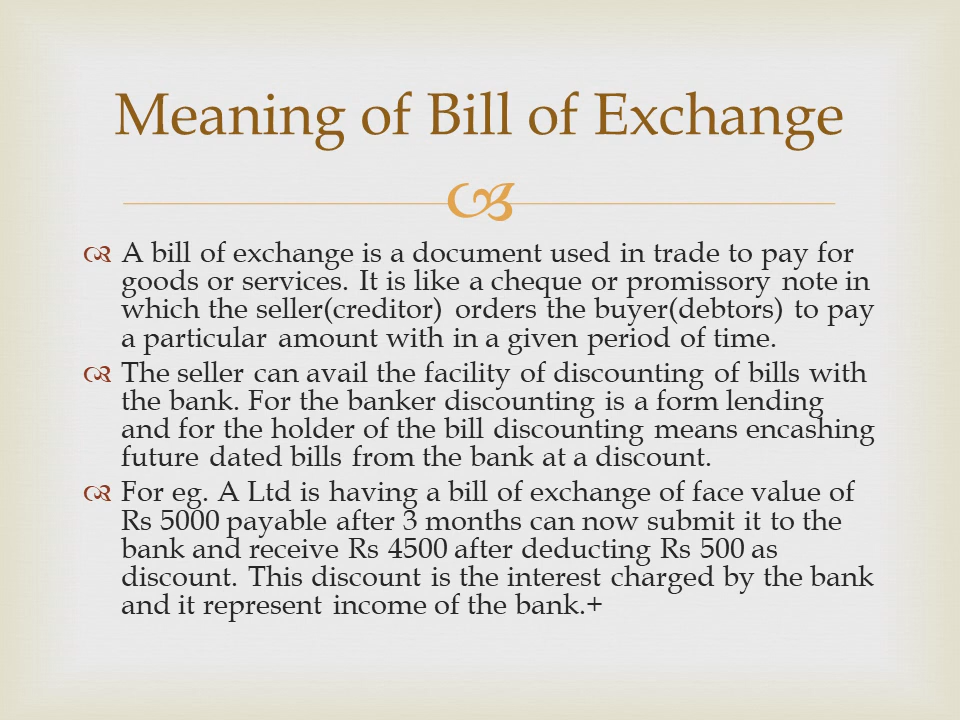 Meaning of Bill of Exchange
A bill of exchange is a document used in trade to pay for
goods or services. It is like a cheque or promissory note in
which the seller(creditor) orders the buyer(debtors) to pay
a particular amount with in a given period of time.
The seller can avail the facility of discounting of bills with
the bank. For the banker discounting is a form lending
and for the holder of the bill discounting means encashing
future dated bills from the bank at a discount.
For eg. A Ltd is having a bill of exchange of face value of
Rs 5000 payable after 3 months can now submit it to the
bank and receive Rs 4500 after deducting Rs 500 as
discount. This discount is the interest charged by the bank
and it represent income of the bank.+